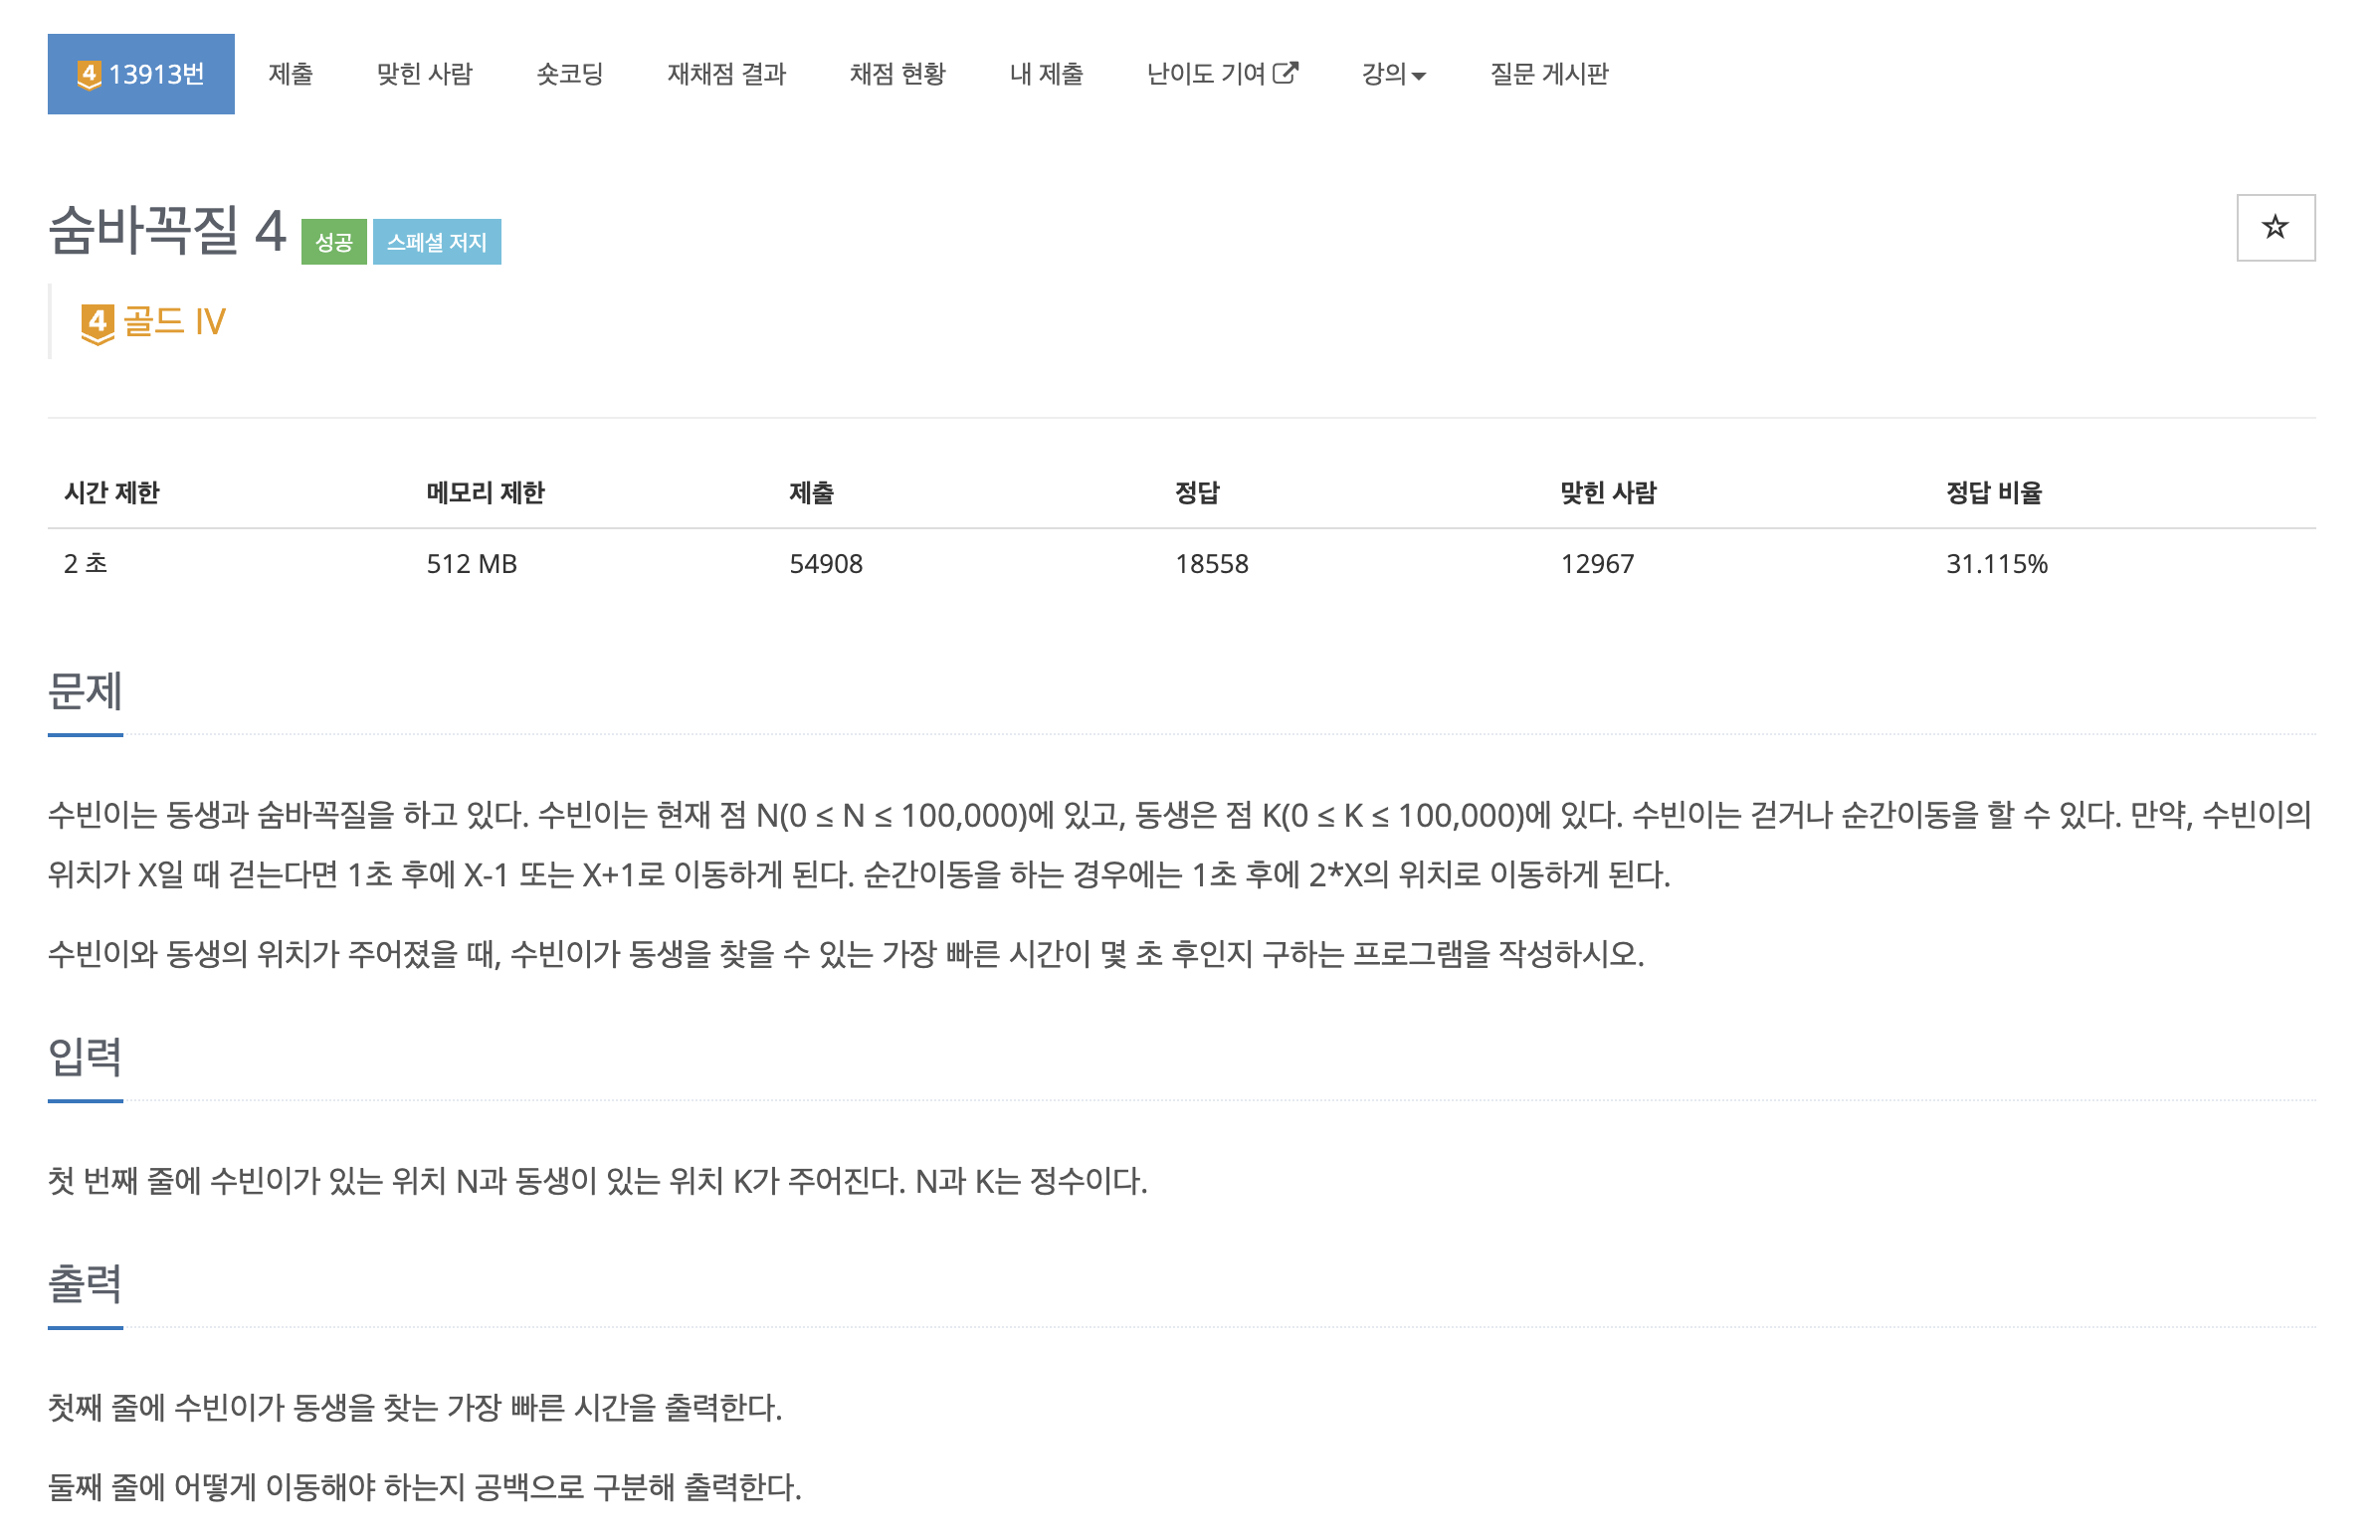 4 13913번 제출 맞힌 사람 숏코딩 재채점 결과 채점 현황 내 제출 난이도 기여 강의 질문 게시판
숨바꼭질 4 성공 스페셜 저지
4 골드 IV
시간 제한 메모리 제한 제출 정답 맞힌 사람 정답 비율
2 초 512 MB 54908 18558 12967 31.115%
문제
수빈이는 동생과 숨바꼭질을 하고 있다. 수빈이는 현재 점 N(0 ≤ N ≤ 100,000)에 있고, 동생은 점 K(0 ≤ K ≤ 100,000)에 있다. 수빈이는 걷거나 순간이동을 할 수 있다. 만약, 수빈이의
위치가 X일 때 걷는다면 1초 후에 X-1 또는 X+1로 이동하게 된다. 순간이동을 하는 경우에는 1초 후에 2*X의 위치로 이동하게 된다.
수빈이와 동생의 위치가 주어졌을 때, 수빈이가 동생을 찾을 수 있는 가장 빠른 시간이 몇 초 후인지 구하는 프로그램을 작성하시오.
입력
첫 번째 줄에 수빈이가 있는 위치 N과 동생이 있는 위치 K가 주어진다. N과 K는 정수이다.
출력
첫째 줄에 수빈이가 동생을 찾는 가장 빠른 시간을 출력한다.
둘째 줄에 어떻게 이동해야 하는지 공백으로 구분해 출력한다.